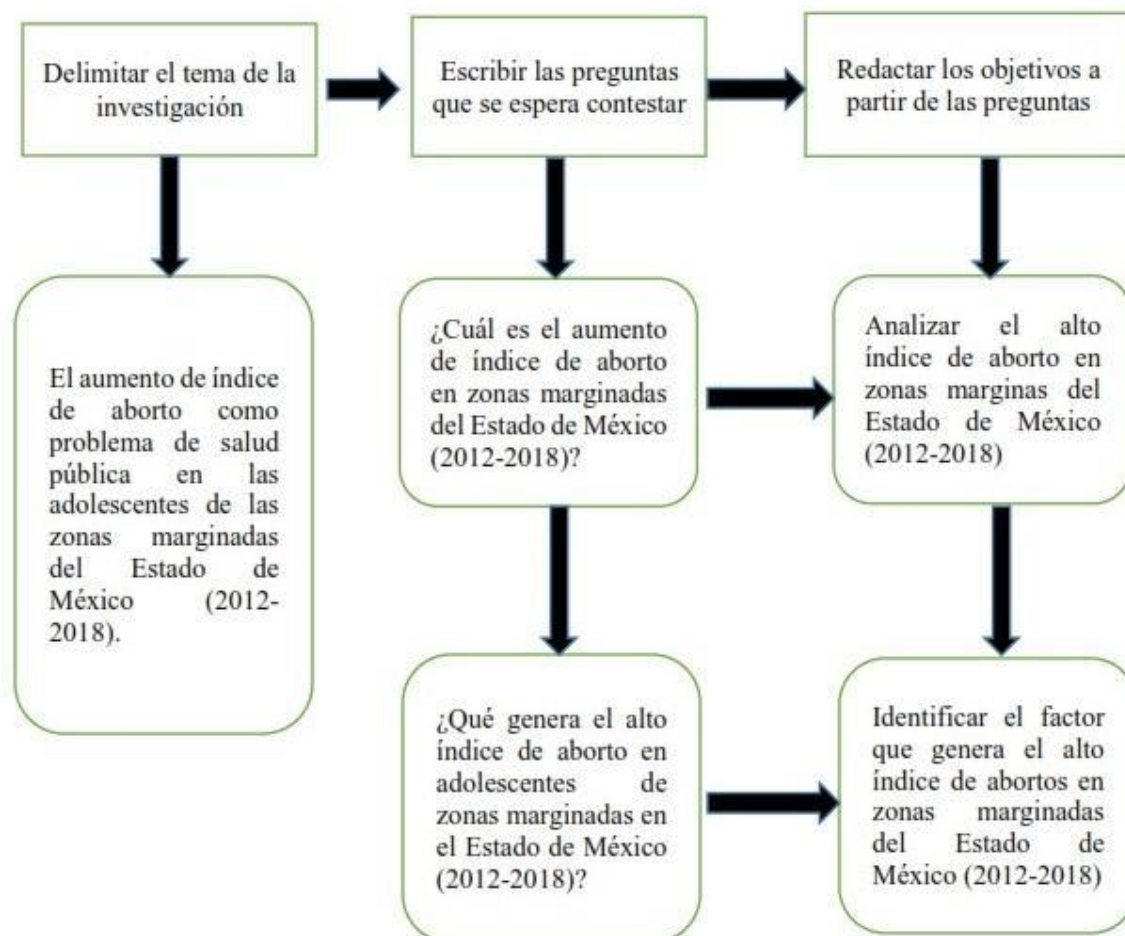 Delimitar el tema de la
investigación
Escribir las preguntas
que se espera contestar
Redactar los objetivos a
partir de las preguntas
El aumento de índice
de aborto como
problema de salud
pública en las
adolescentes de las
zonas marginadas
del Estado de
México (2012-
2018).
¿Cuál es el aumento
de índice de aborto
en zonas marginadas
del Estado de México
(2012-2018)?
Analizar el alto
índice de aborto en
zonas marginas del
Estado de México
(2012-2018)
¿Qué genera el alto
índice de aborto en
adolescentes de
zonas marginadas en
el Estado de México
(2012-2018)?
Identificar el factor
que genera el alto
índice de abortos en
zonas marginadas
del Estado de
México (2012-2018)